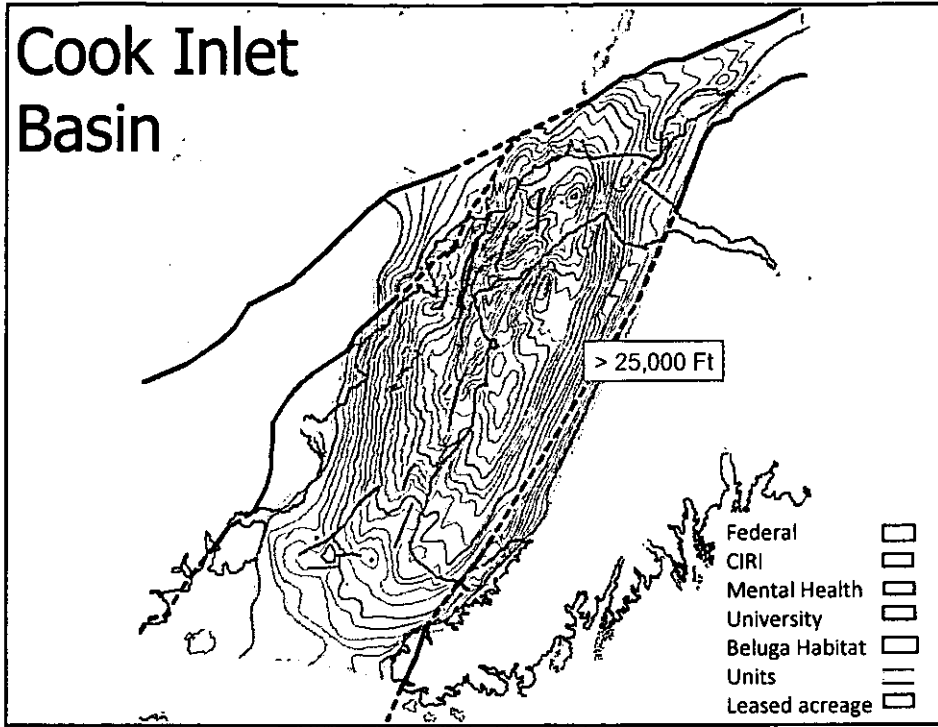 Cook Inlet
Basin
> 25,000 Ft
Federal
CIRI
Mental Health
University
Beluga Habitat
Units
Leased acreage